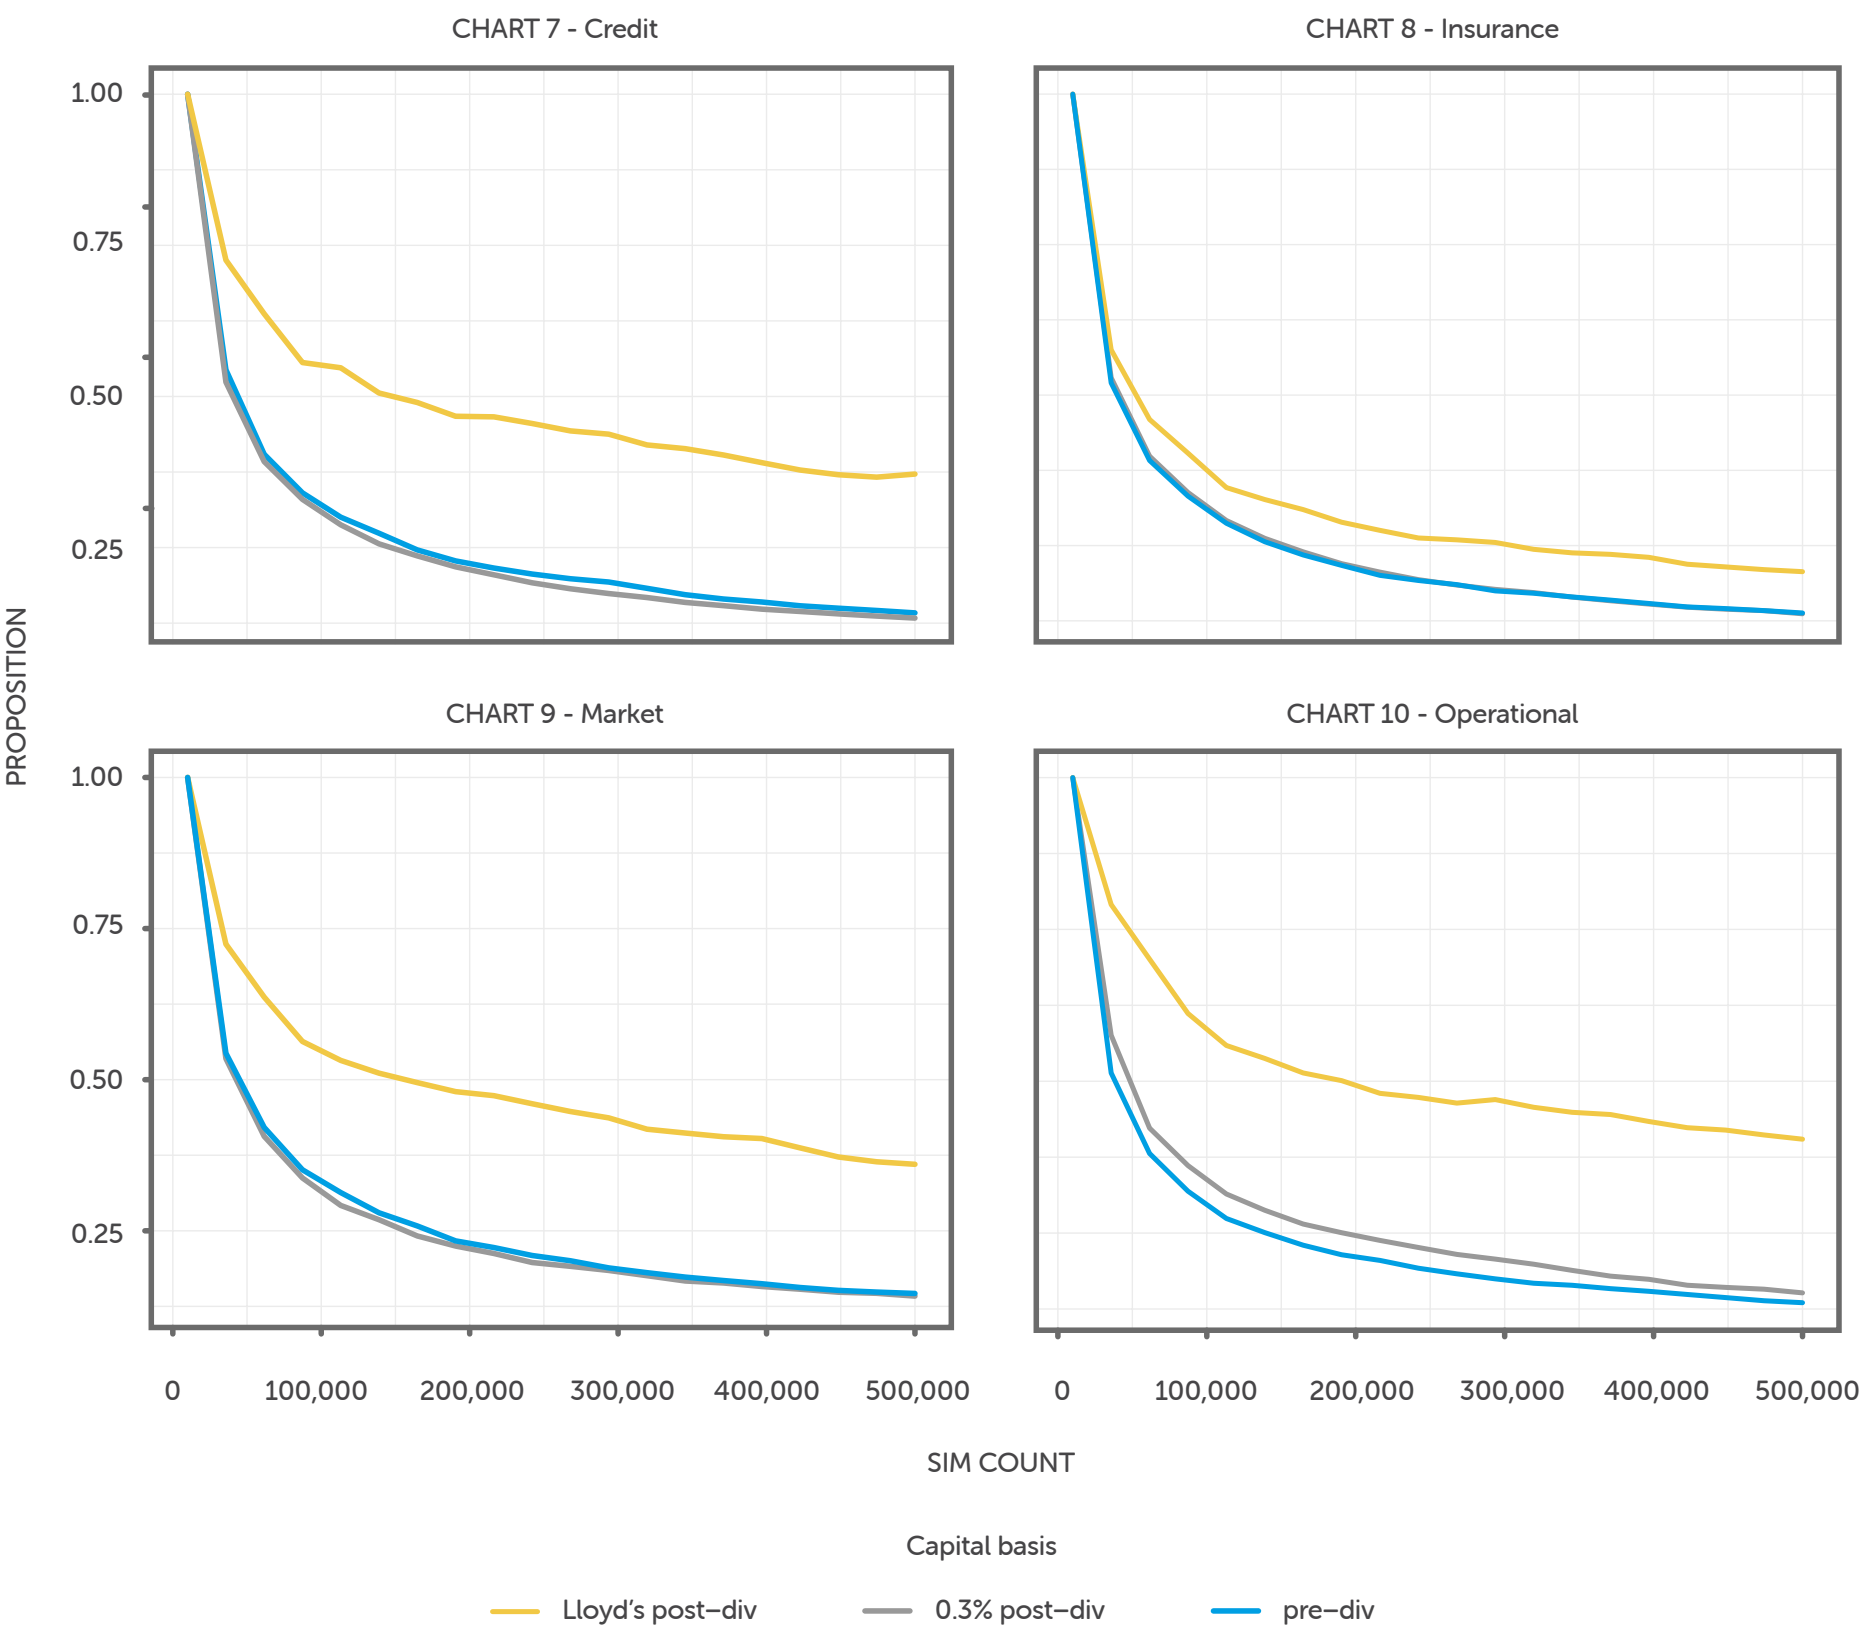 CHART 7 - Credit
CHART 8 - Insurance
1.00
0.75
0.50
0.25
PROPOSITION
CHART 9 - Market
CHART 10 - Operational
1.00
0.75
0.50
0.25
0 100,000 200,000 300,000 400,000 500,000
0 100,000 200,000 300,000 400,000 500,000
SIM COUNT
Capital basis
Lloyd's post–div 0.3% post–div pre–div